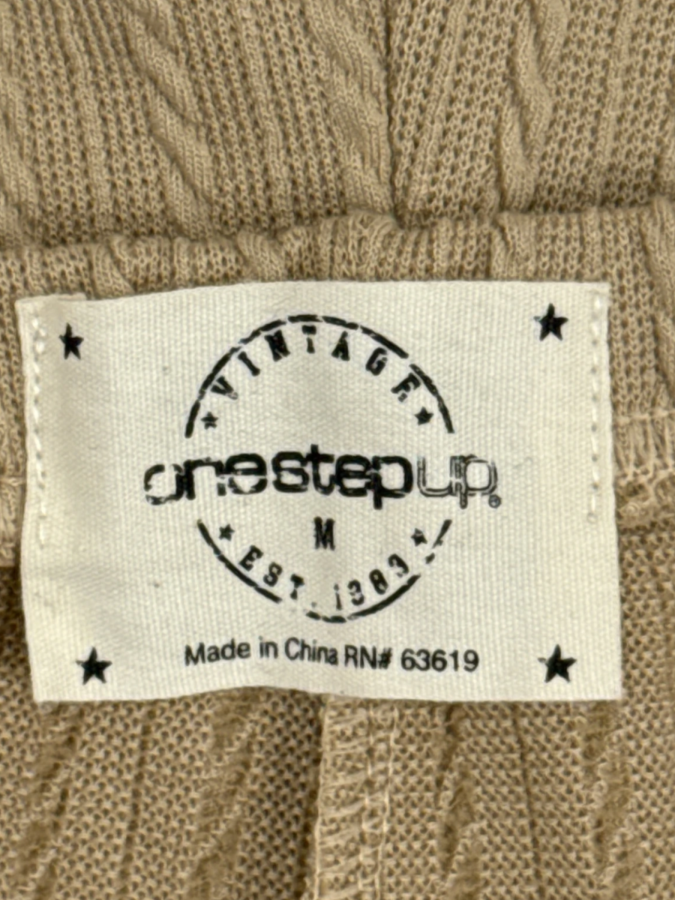 VINTAGE
onestepup®
M
EST. 1983
Made in China RN# 63619